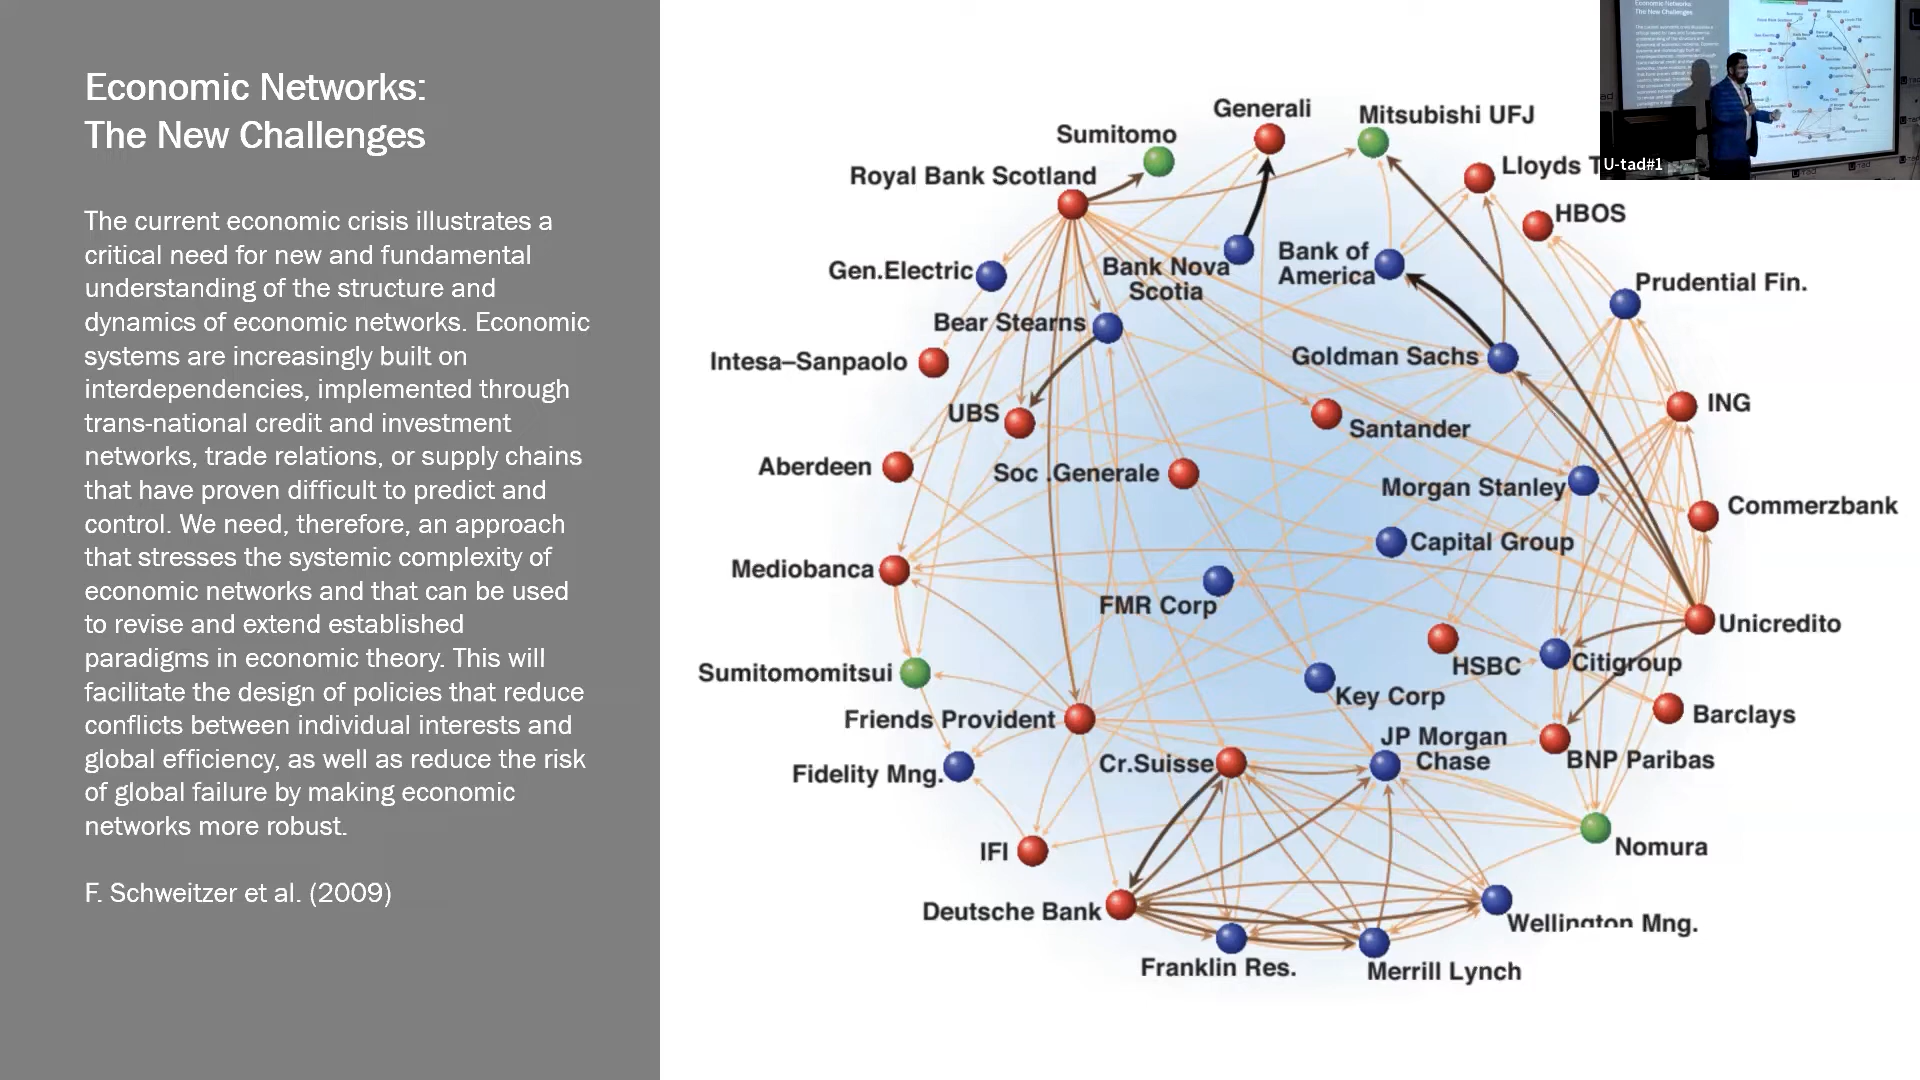 Economic Networks:
The New Challenges
The current economic crisis illustrates a
critical need for new and fundamental
understanding of the structure and
dynamics of economic networks. Economic
systems are increasingly built on
interdependencies, implemented through
trans-national credit and investment
networks, trade relations, or supply chains
that have proven difficult to predict and
control. We need, therefore, an approach
that stresses the systemic complexity of
economic networks and that can be used
to revise and extend established
paradigms in economic theory. This will
facilitate the design of policies that reduce
conflicts between individual interests and
global efficiency, as well as reduce the risk
of global failure by making economic
networks more robust.
F. Schweitzer et al. (2009)
Generali
Mitsubishi UFJ
Sumitomo
Lloyds T
U-tad#1
Royal Bank Scotland
HBOS
Bank of
America
Gen.Electric
Bank Nova
Scotia
Prudential Fin.
Bear Stearns
Intesa–Sanpaolo
Goldman Sachs
UBS
ING
Santander
Aberdeen
Soc .Generale
Morgan Stanley
Commerzbank
Capital Group
Mediobanca
FMR Corp
Unicredito
HSBC
Citigroup
Sumitomomitsui
Key Corp
Barclays
Friends Provident
JP Morgan
Chase
Cr.Suisse
BNP Paribas
Fidelity Mng.
IFI
Nomura
Deutsche Bank
Wellington Mng.
Franklin Res.
Merrill Lynch
Economic Networks:
The New Challenges